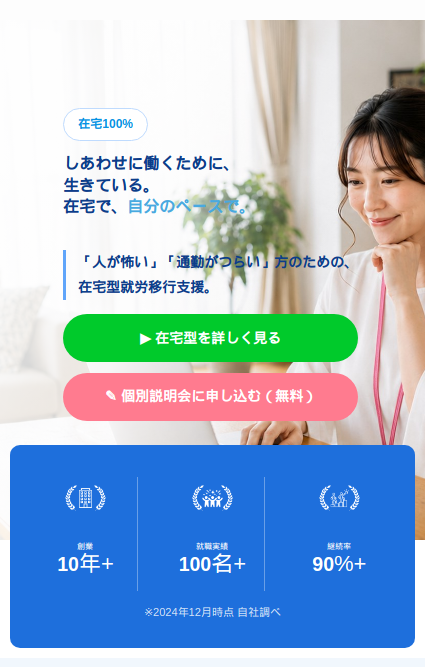 在宅100%
しあわせに働くために、
生きている。
在宅で、自分のペースで。
「人が怖い」「通勤がつらい」方のための、
在宅型就労移行支援。
▶ 在宅型を詳しく見る
✎ 個別説明会に申し込む（無料）
創業
10年+
就職実績
100名+
継続率
90%+
※2024年12月時点 自社調べ